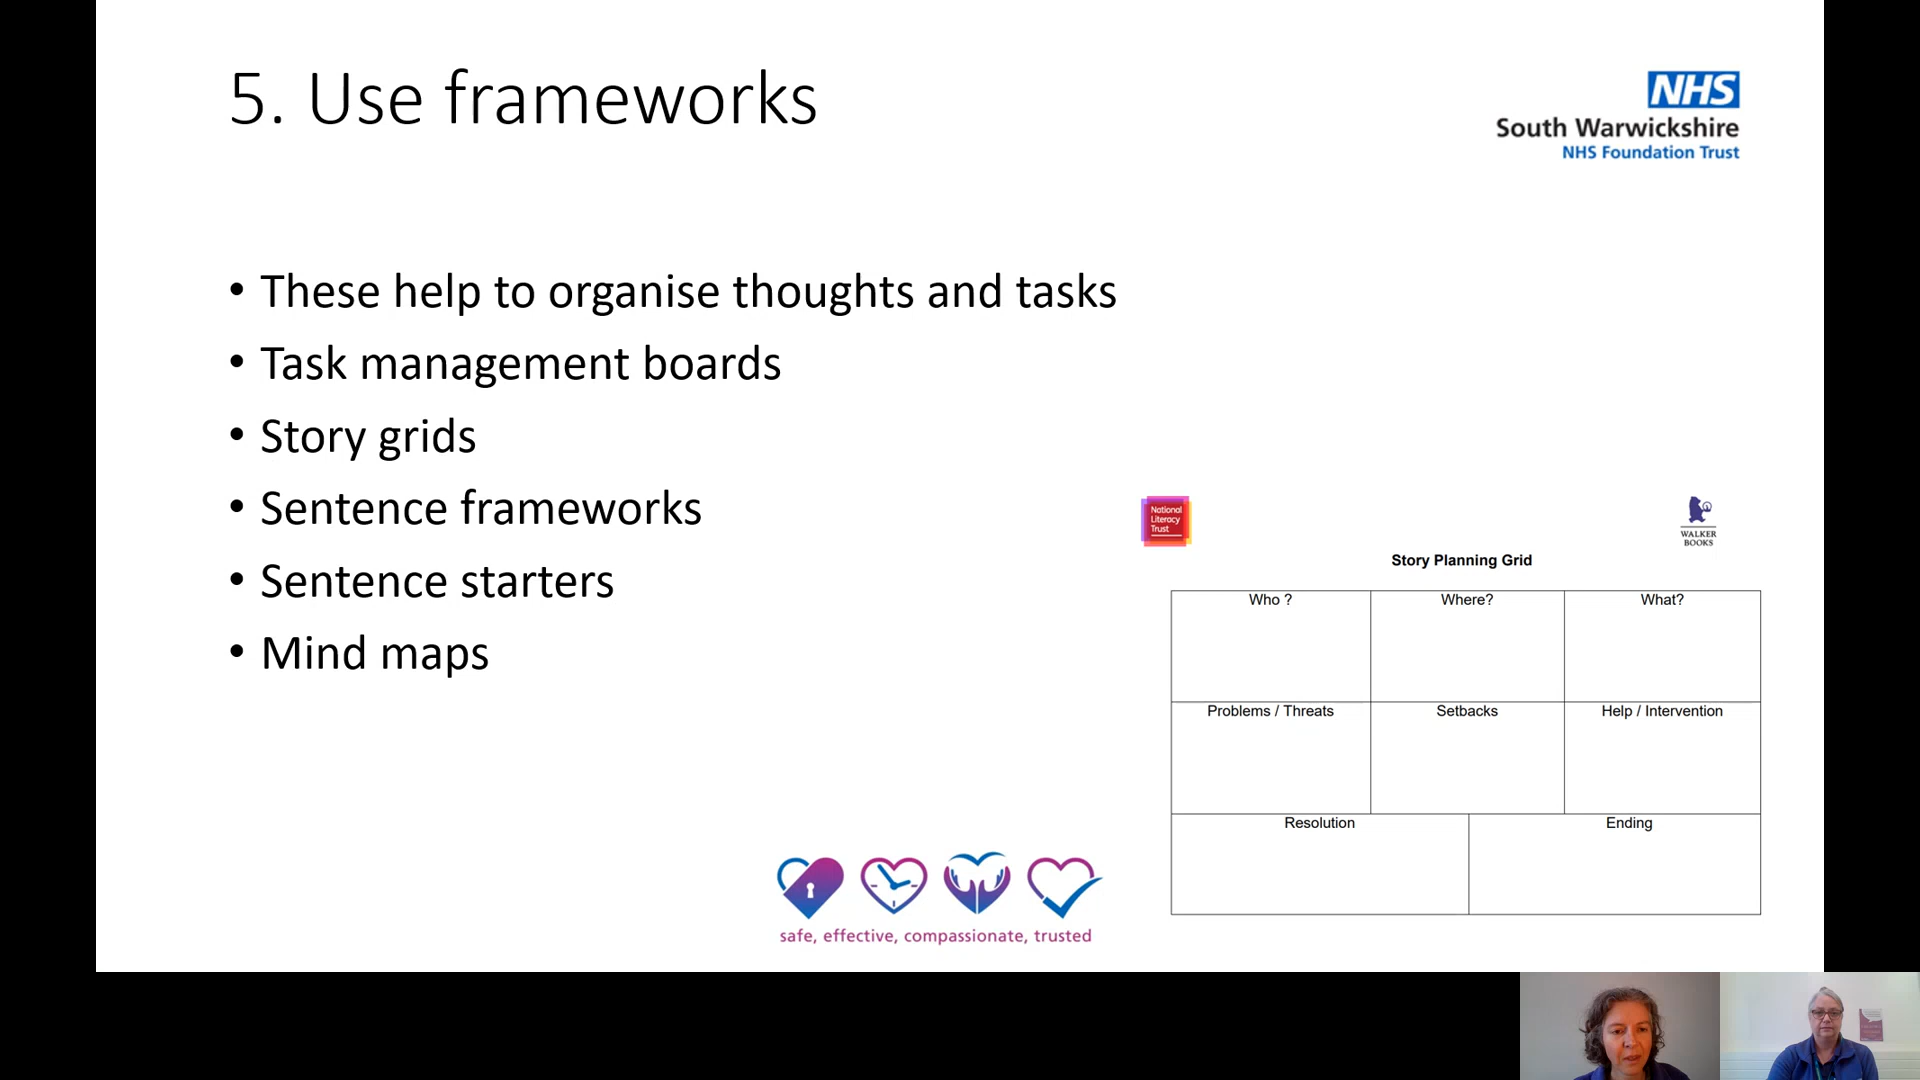 5. Use frameworks
NHS
South Warwickshire
NHS Foundation Trust
• These help to organise thoughts and tasks
• Task management boards
• Story grids
• Sentence frameworks
• Sentence starters
• Mind maps
National
Literacy
Trust
WALKER
BOOKS
Story Planning Grid
Who ?
Where?
What?
Problems / Threats
Setbacks
Help / Intervention
Resolution
Ending
safe, effective, compassionate, trusted